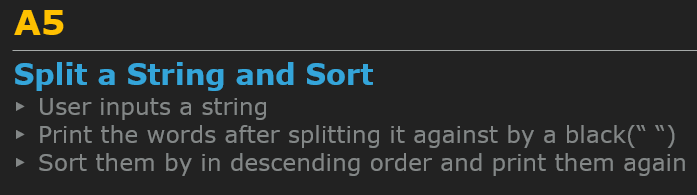 A5
Split a String and Sort
‣ User inputs a string
‣ Print the words after splitting it against by a black(“ “)
‣ Sort them by in descending order and print them again